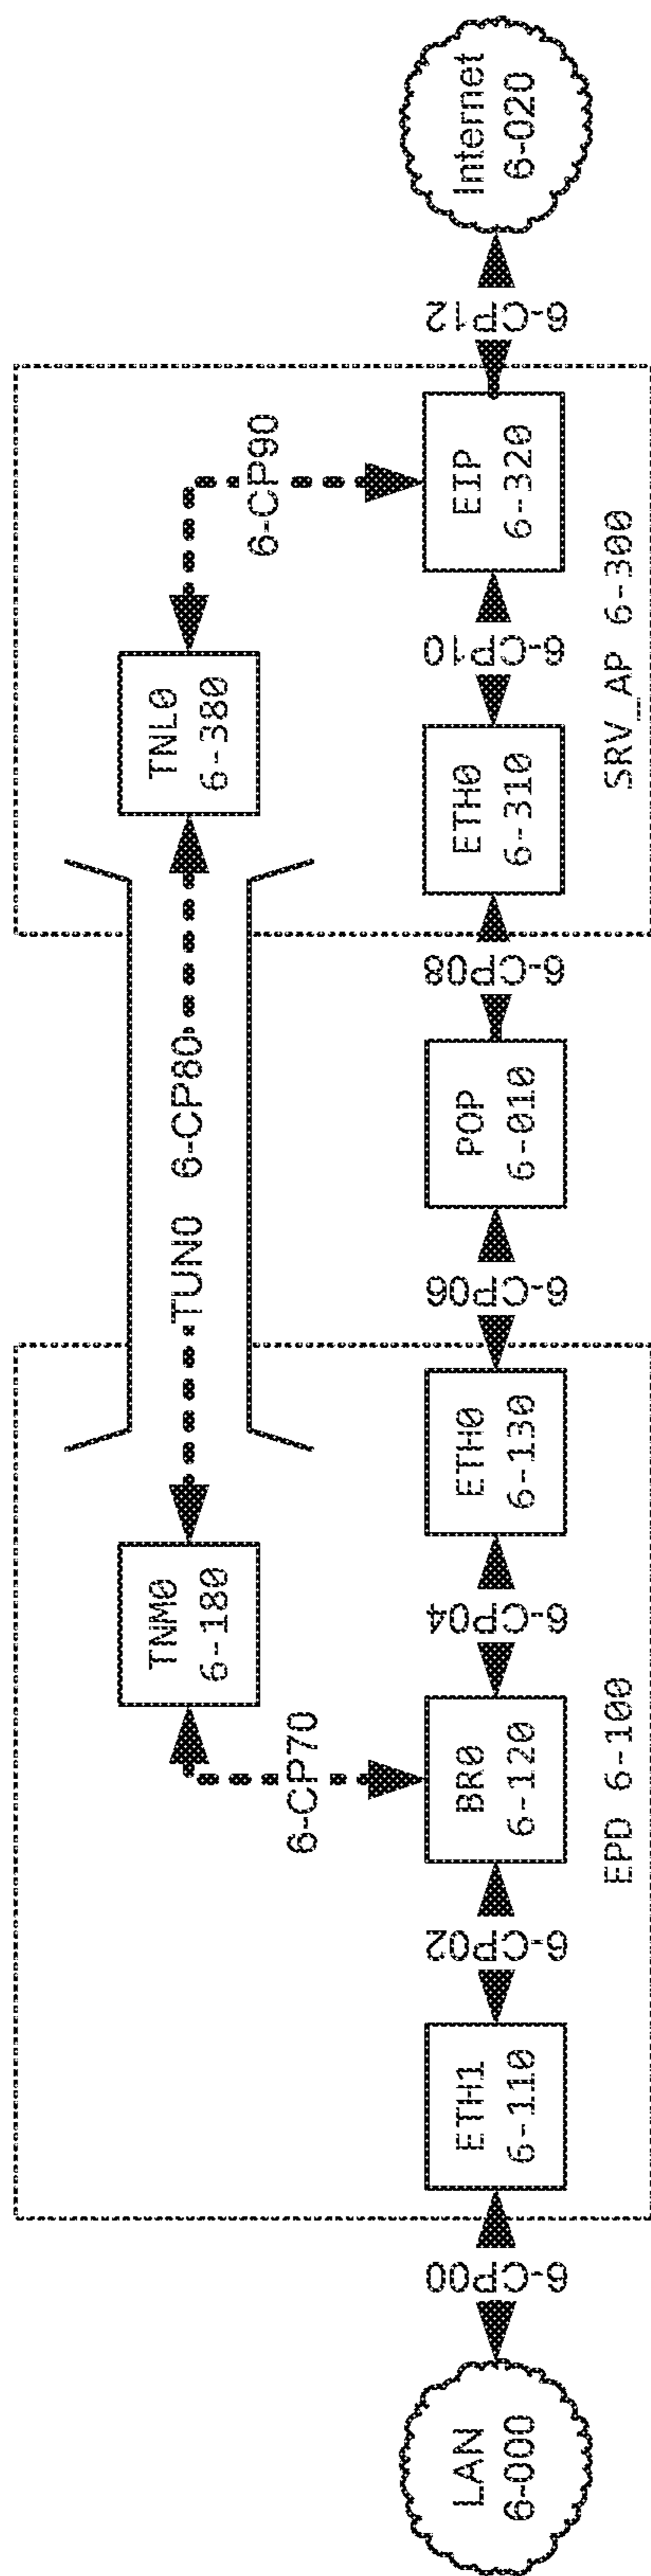 TNM0
6-180
TUN0 6-CP80
TNL0
6-380
6-CP70
6-CP90
LAN
6-000
6-CP00
ETH1
6-110
6-CP02
BR0
6-120
6-CP04
ETH0
6-130
6-CP06
POP
6-010
6-CP08
ETH0
6-310
6-CP10
EIP
6-320
6-CP12
Internet
6-020
EPD 6-100
SRV_AP 6-300